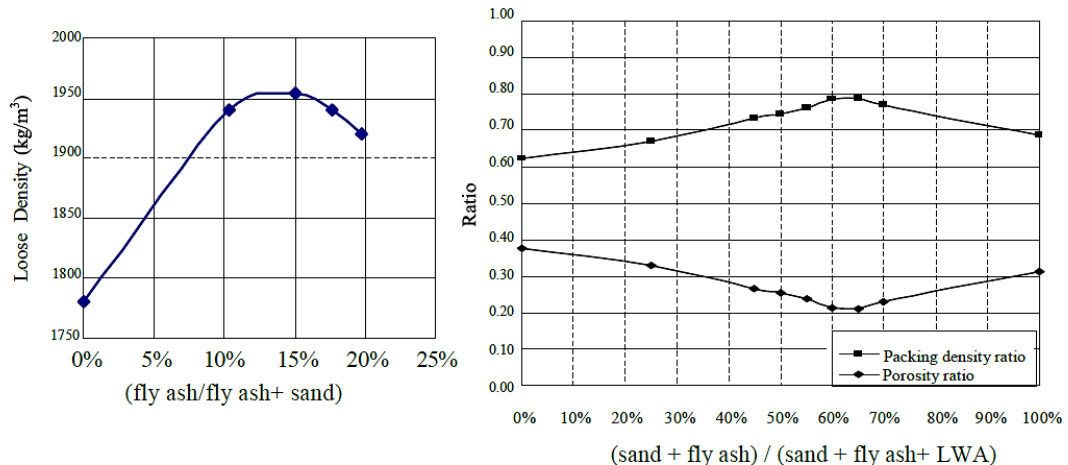 2000
1950
1900
1850
1800
1750
Loose Density (kg/m³)
0% 5% 10% 15% 20% 25%
(fly ash/fly ash+ sand)
1.00
0.90
0.80
0.70
0.60
0.50
0.40
0.30
0.20
0.10
0.00
Ratio
Packing density ratio
Porosity ratio
0% 10% 20% 30% 40% 50% 60% 70% 80% 90% 100%
(sand + fly ash) / (sand + fly ash+ LWA)